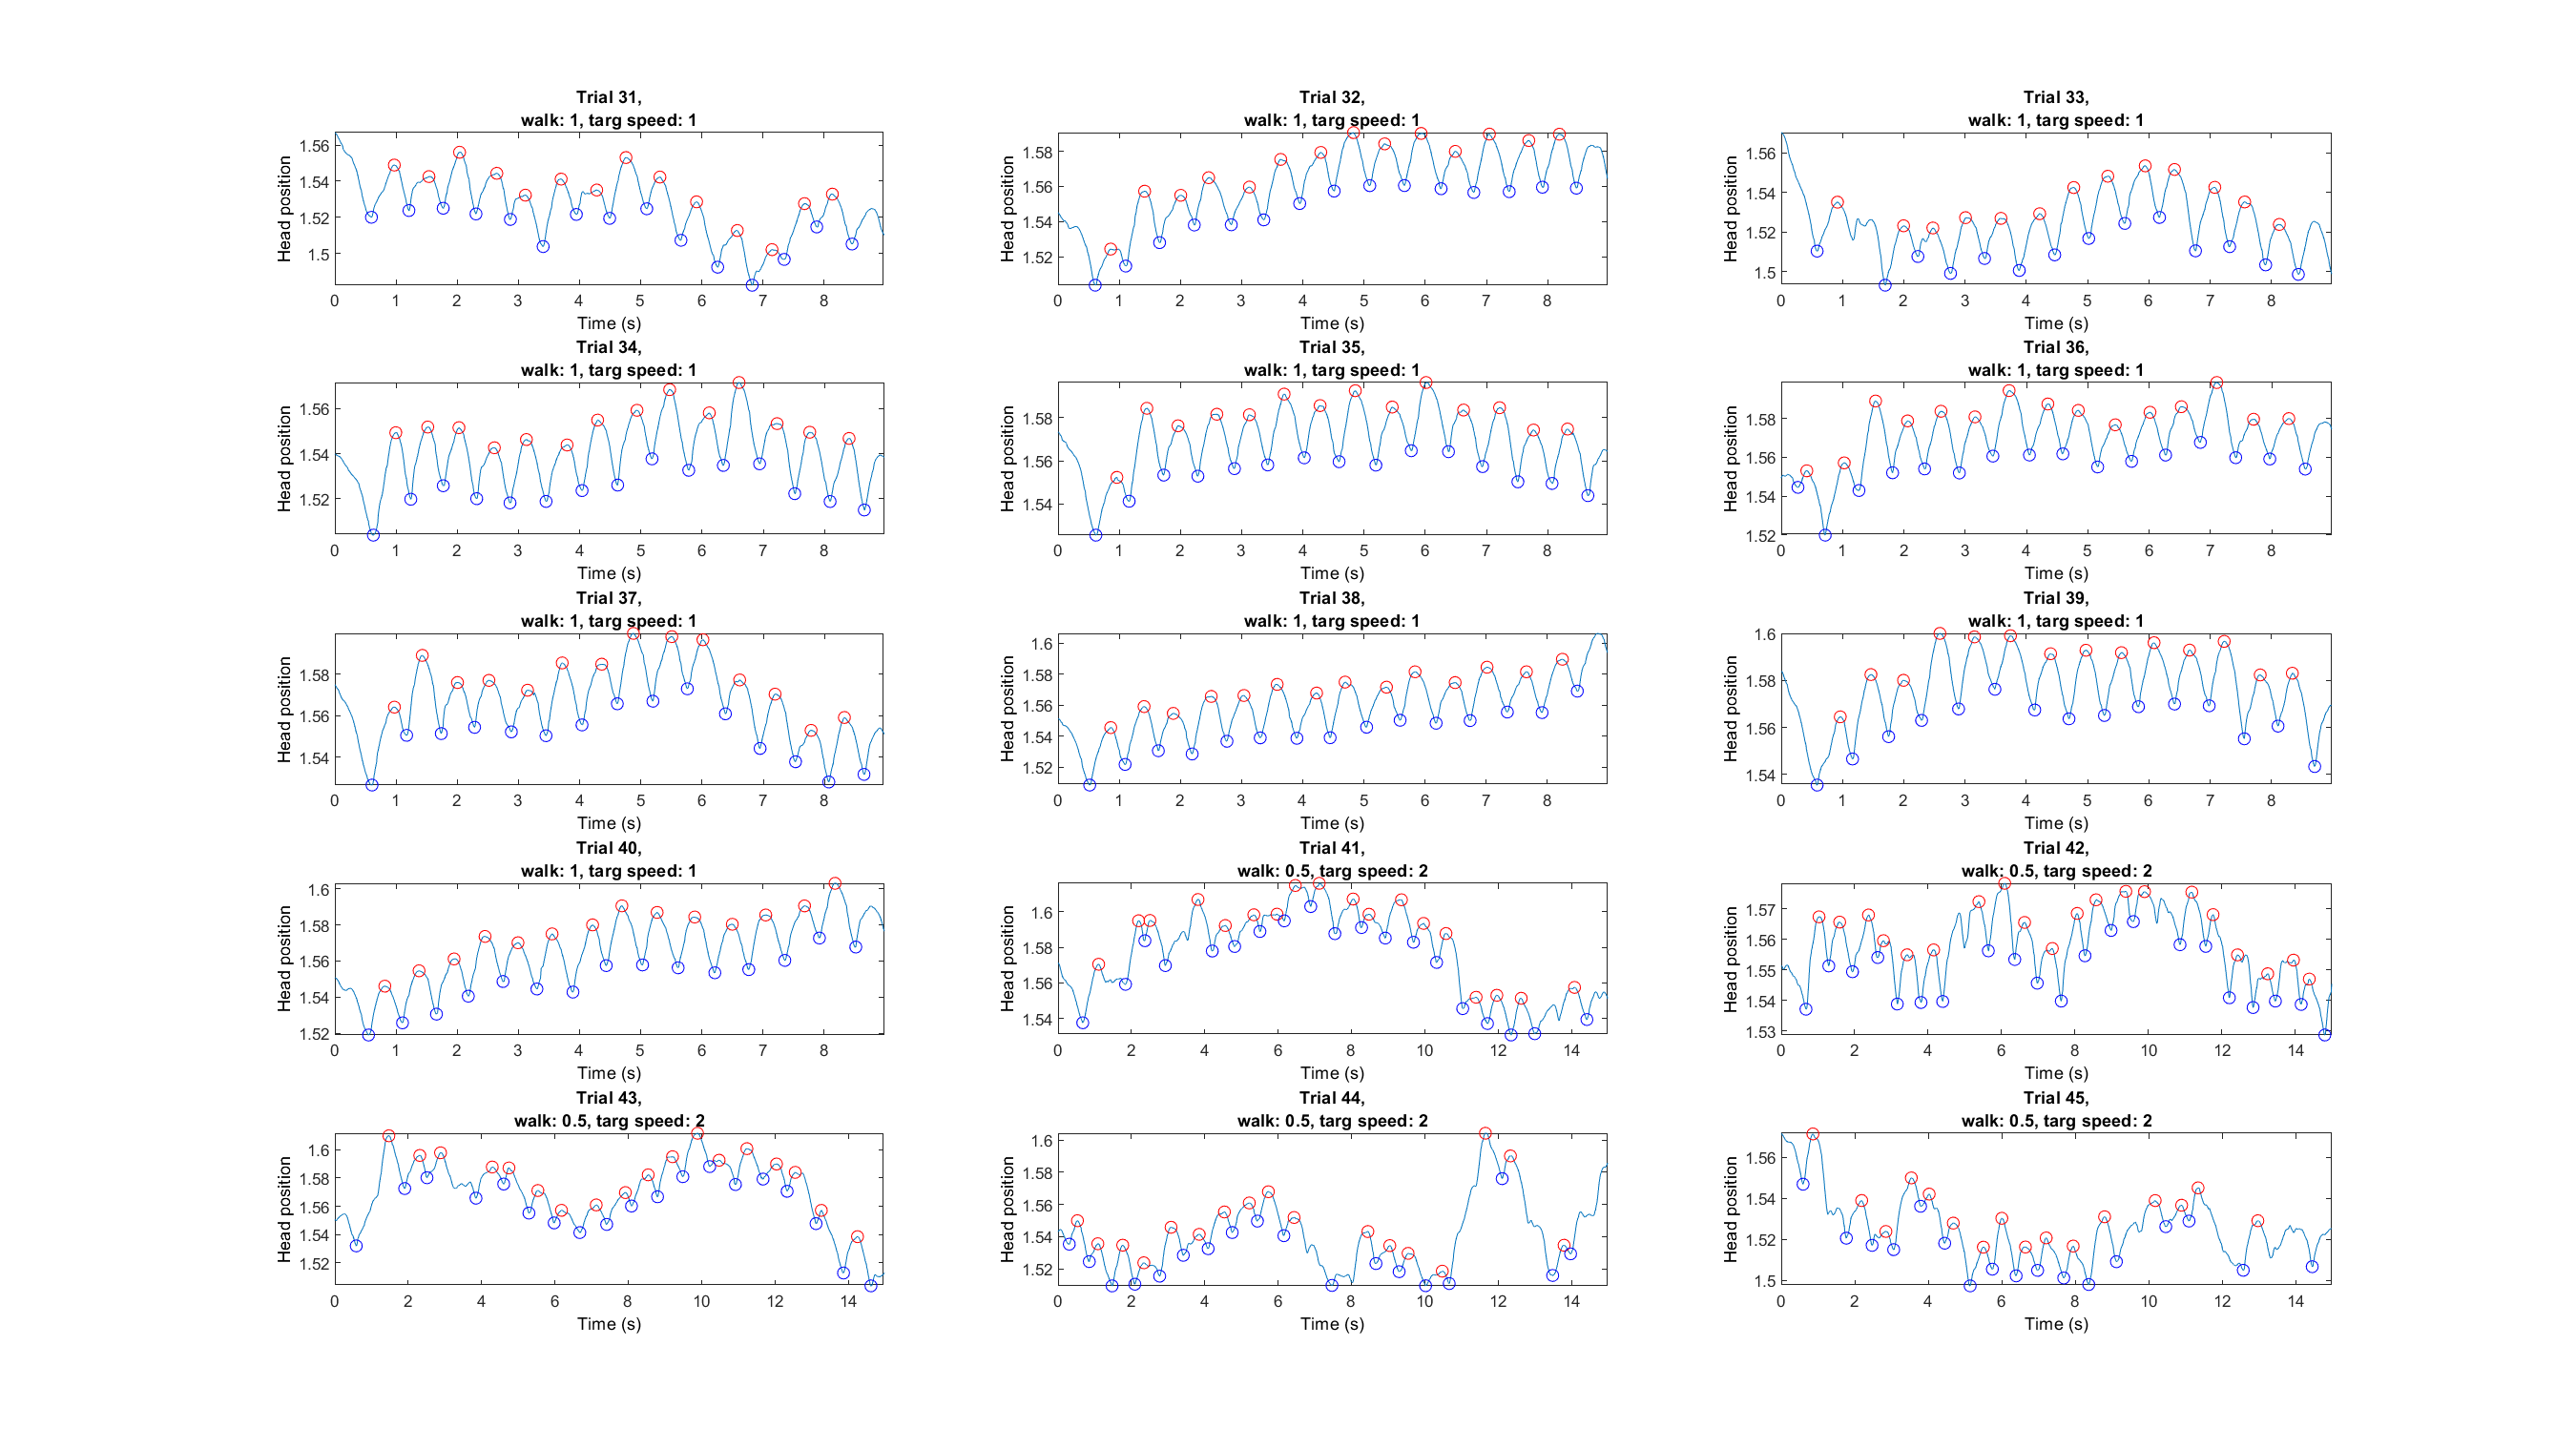 Trial 31,
walk: 1, targ speed: 1
Head position
1.56
1.54
1.52
1.5
0 1 2 3 4 5 6 7 8
Time (s)
Trial 32,
walk: 1, targ speed: 1
Head position
1.58
1.56
1.54
1.52
0 1 2 3 4 5 6 7 8
Time (s)
Trial 33,
walk: 1, targ speed: 1
Head position
1.56
1.54
1.52
1.5
0 1 2 3 4 5 6 7 8
Time (s)
Trial 34,
walk: 1, targ speed: 1
Head position
1.56
1.54
1.52
0 1 2 3 4 5 6 7 8
Time (s)
Trial 35,
walk: 1, targ speed: 1
Head position
1.58
1.56
1.54
0 1 2 3 4 5 6 7 8
Time (s)
Trial 36,
walk: 1, targ speed: 1
Head position
1.58
1.56
1.54
1.52
0 1 2 3 4 5 6 7 8
Time (s)
Trial 37,
walk: 1, targ speed: 1
Head position
1.58
1.56
1.54
0 1 2 3 4 5 6 7 8
Time (s)
Trial 38,
walk: 1, targ speed: 1
Head position
1.6
1.58
1.56
1.54
1.52
0 1 2 3 4 5 6 7 8
Time (s)
Trial 39,
walk: 1, targ speed: 1
Head position
1.6
1.58
1.56
1.54
0 1 2 3 4 5 6 7 8
Time (s)
Trial 40,
walk: 1, targ speed: 1
Head position
1.6
1.58
1.56
1.54
1.52
0 1 2 3 4 5 6 7 8
Time (s)
Trial 41,
walk: 0.5, targ speed: 2
Head position
1.6
1.58
1.56
1.54
0 2 4 6 8 10 12 14
Time (s)
Trial 42,
walk: 0.5, targ speed: 2
Head position
1.57
1.56
1.55
1.54
1.53
0 2 4 6 8 10 12 14
Time (s)
Trial 43,
walk: 0.5, targ speed: 2
Head position
1.6
1.58
1.56
1.54
1.52
0 2 4 6 8 10 12 14
Time (s)
Trial 44,
walk: 0.5, targ speed: 2
Head position
1.6
1.58
1.56
1.54
1.52
0 2 4 6 8 10 12 14
Time (s)
Trial 45,
walk: 0.5, targ speed: 2
Head position
1.56
1.54
1.52
1.5
0 2 4 6 8 10 12 14
Time (s)